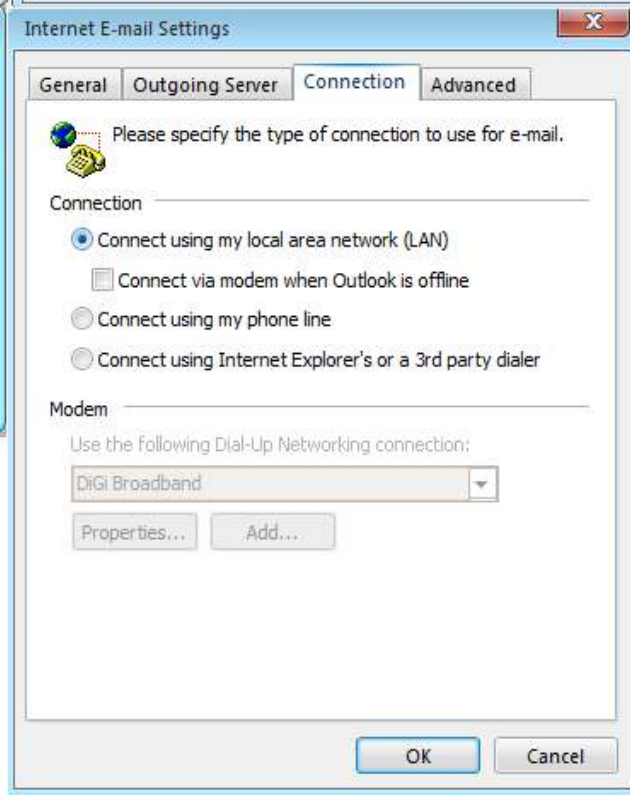 Internet E-mail Settings
General Outgoing Server Connection Advanced
Please specify the type of connection to use for e-mail.
Connection
Connect using my local area network (LAN)
Connect via modem when Outlook is offline
Connect using my phone line
Connect using Internet Explorer's or a 3rd party dialer
Modem
Use the following Dial-Up Networking connection:
DiGi Broadband
Properties... Add...
OK Cancel